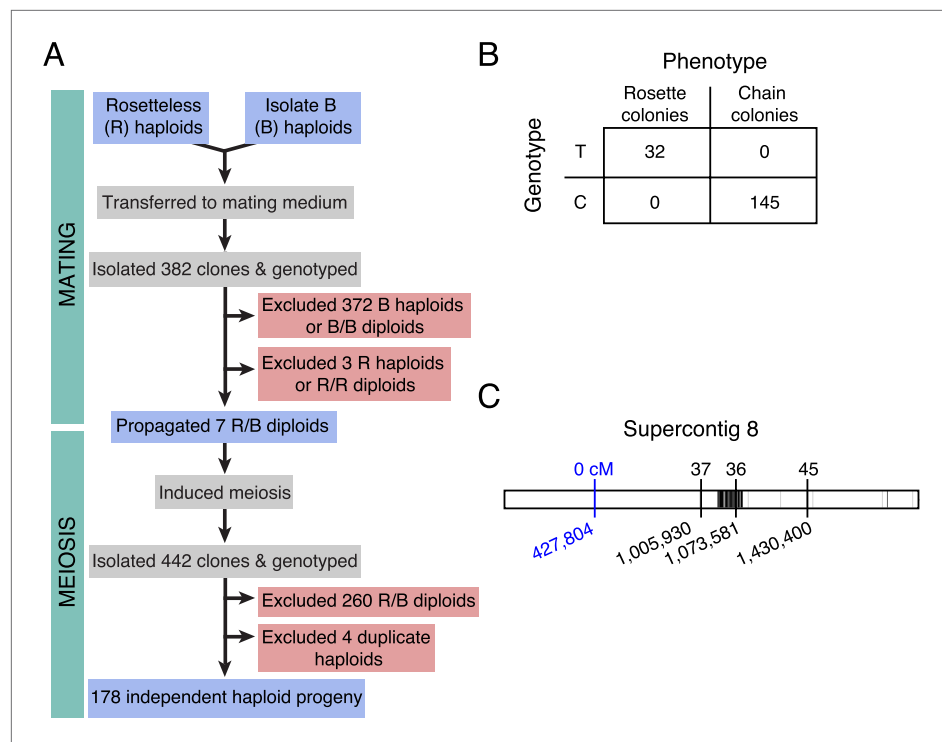 A
MATING
Rosetteless
(R) haploids
Isolate B
(B) haploids
Transferred to mating medium
Isolated 382 clones & genotyped
Excluded 372 B haploids
or B/B diploids
Excluded 3 R haploids
or R/R diploids
Propagated 7 R/B diploids
MEIOSIS
Induced meiosis
Isolated 442 clones & genotyped
Excluded 260 R/B diploids
Excluded 4 duplicate
haploids
178 independent haploid progeny
B
Phenotype
Rosette
colonies
Chain
colonies
Genotype
T 32 0
C 0 145
C
Supercontig 8
0 cM 37 36 45
427,804 1,005,930 1,073,581 1,430,400